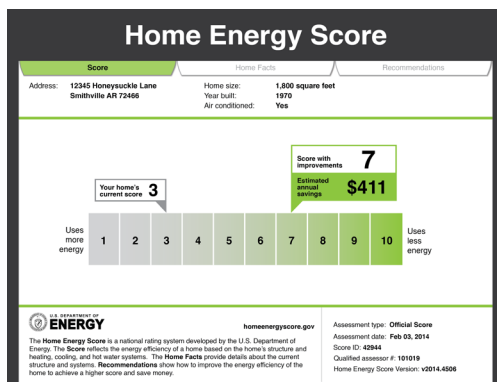 Home Energy Score
Score
Home Facts
Recommendations
Address: 12345 Honeysuckle Lane
Smithville AR 72466
Home size: 1,800 square feet
Year built: 1970
Air conditioned: Yes
Score with improvements 7
Estimated annual savings $411
Your home's current score 3
Uses more energy
1 2 3 4 5 6 7 8 9 10
Uses less energy
U.S. DEPARTMENT OF
ENERGY
homeenergyscore.gov
The Home Energy Score is a national rating system developed by the U.S. Department of
Energy. The Score reflects the energy efficiency of a home based on the home's structure and
heating, cooling, and hot water systems. The Home Facts provide details about the current
structure and systems. Recommendations show how to improve the energy efficiency of the
home to achieve a higher score and save money.
Assessment type: Official Score
Assessment date: Feb 03, 2014
Score ID: 42944
Qualified assessor #: 101019
Home Energy Score Version: v2014.4506